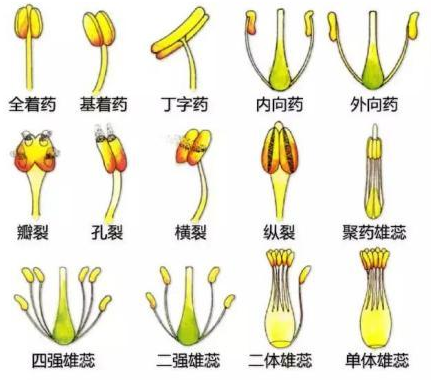 全着药 基着药 丁字药 内向药 外向药
瓣裂 孔裂 横裂 纵裂 聚药雄蕊
四强雄蕊 二强雄蕊 二体雄蕊 单体雄蕊